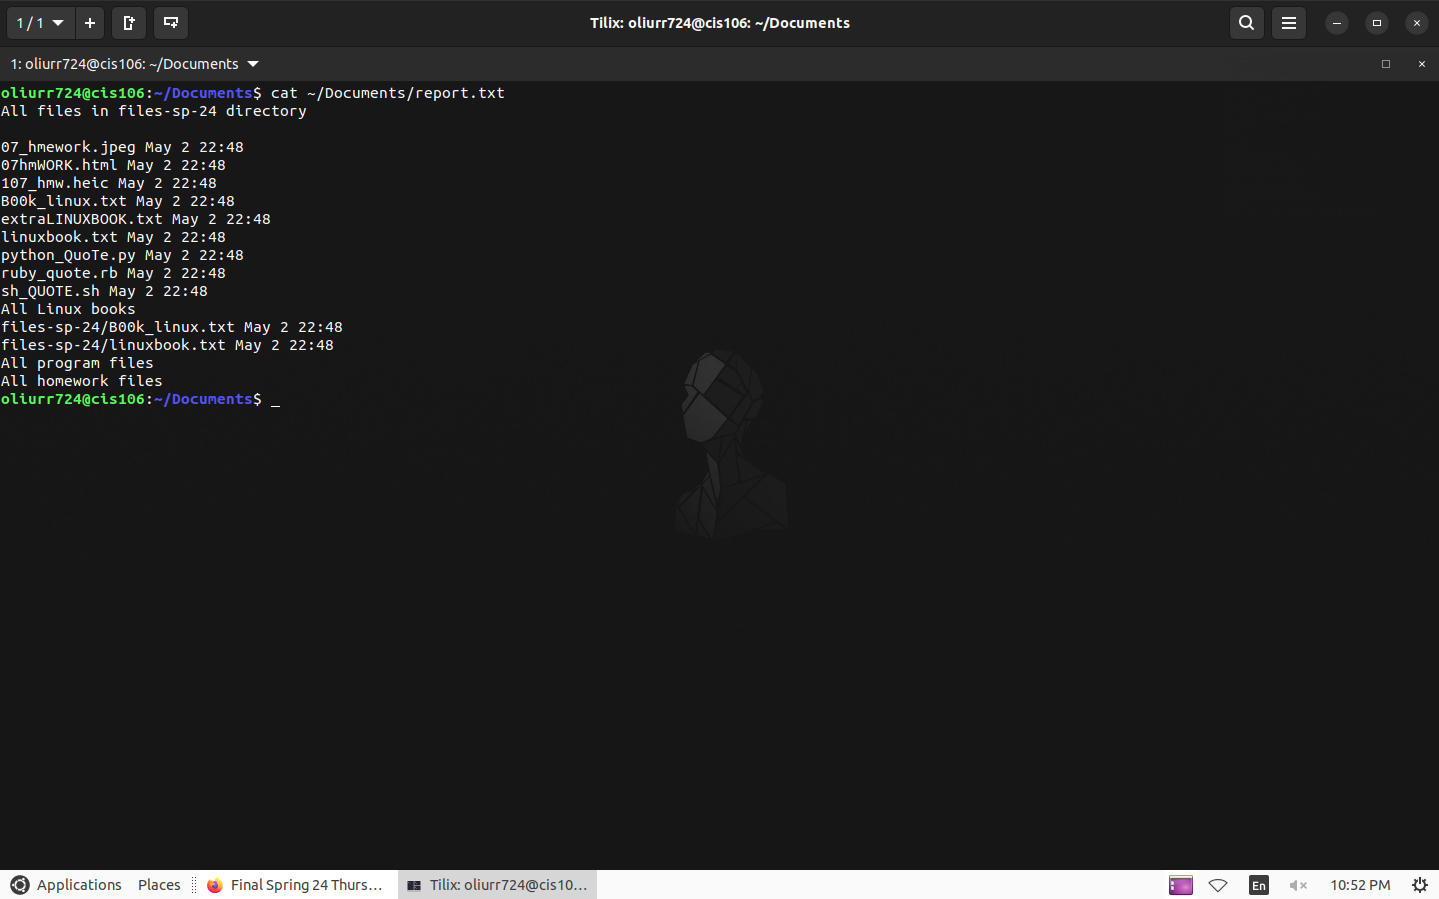 1 / 1
Tilix: oliurr724@cis106: ~/Documents
1: oliurr724@cis106: ~/Documents
oliurr724@cis106:~/Documents$ cat ~/Documents/report.txt
All files in files-sp-24 directory

07_hmework.jpeg May 2 22:48
07hmWORK.html May 2 22:48
107_hmw.heic May 2 22:48
B00k_linux.txt May 2 22:48
extraLINUXBOOK.txt May 2 22:48
linuxbook.txt May 2 22:48
python_QuoTe.py May 2 22:48
ruby_quote.rb May 2 22:48
sh_QUOTE.sh May 2 22:48
All Linux books
files-sp-24/B00k_linux.txt May 2 22:48
files-sp-24/linuxbook.txt May 2 22:48
All program files
All homework files
oliurr724@cis106:~/Documents$ _
Applications Places Final Spring 24 Thurs... Tilix: oliurr724@cis10... En 10:52 PM